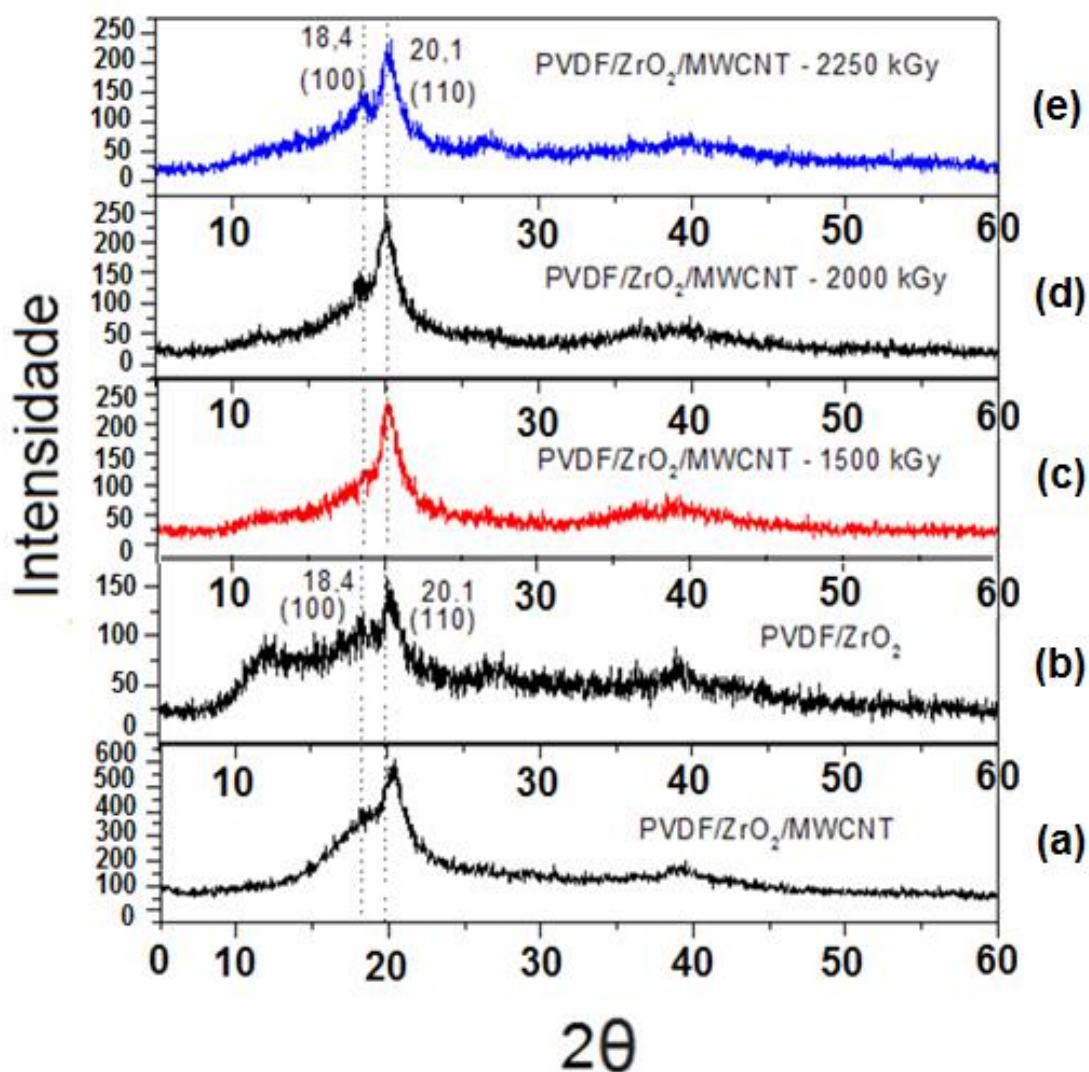 Intensidade
250
200
150
100
50
0
18,4
(100)
20,1
(110)
PVDF/ZrO₂/MWCNT - 2250 kGy
(e)
10 30 40 50 60
250
200
150
100
50
0
PVDF/ZrO₂/MWCNT - 2000 kGy
(d)
10 30 40 50 60
250
200
150
100
50
0
PVDF/ZrO₂/MWCNT - 1500 kGy
(c)
10 30 40 50 60
150
100
50
0
18,4
(100)
20.1
(110)
PVDF/ZrO₂
(b)
10 30 40 50 60
600
500
400
300
200
100
0
PVDF/ZrO₂/MWCNT
(a)
0 10 20 30 40 50 60
2θ